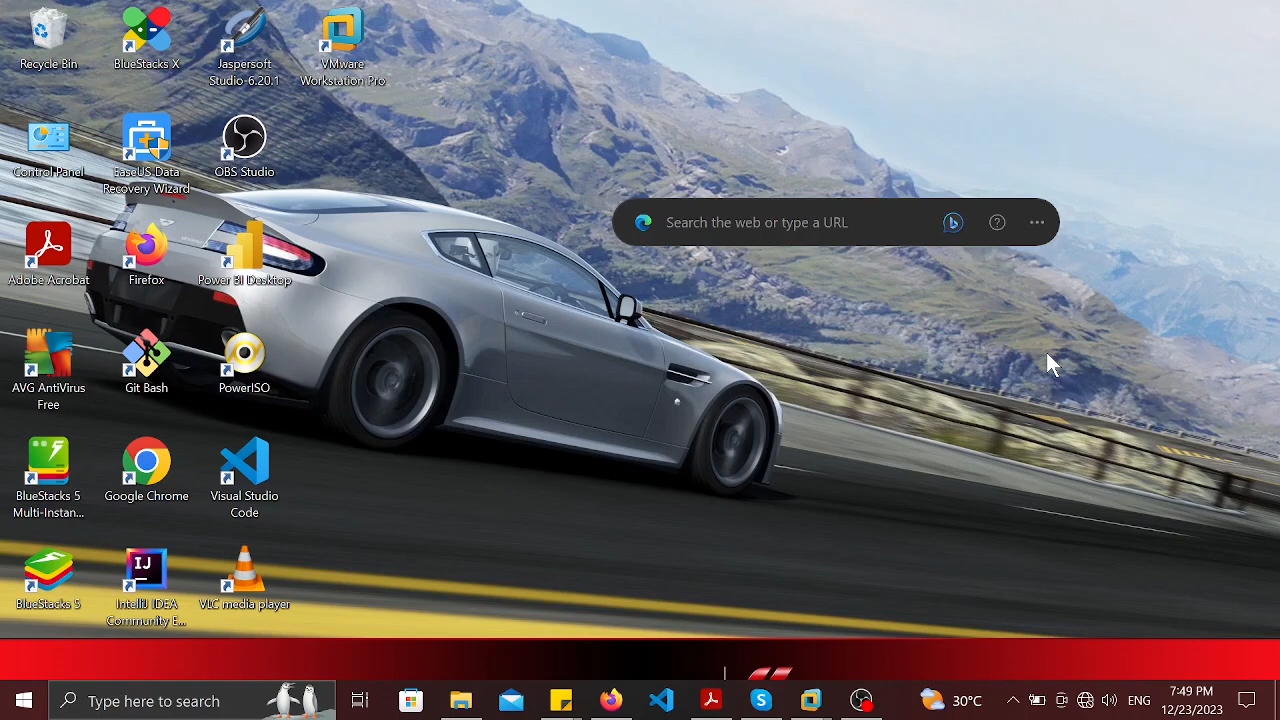 Recycle Bin
BlueStacks X
Jaspersoft
Studio-6.20.1
VMware
Workstation Pro
Control Panel
EaseUS Data
Recovery Wizard
OBS Studio
Search the web or type a URL
Adobe Acrobat
Firefox
Power BI Desktop
AVG AntiVirus
Free
Git Bash
PowerISO
BlueStacks 5
Multi-Instan...
Google Chrome
Visual Studio
Code
BlueStacks 5
IJ
IntelliJ IDEA
Community E...
VLC media player
Type here to search
30°C
ENG
7:49 PM
12/23/2023